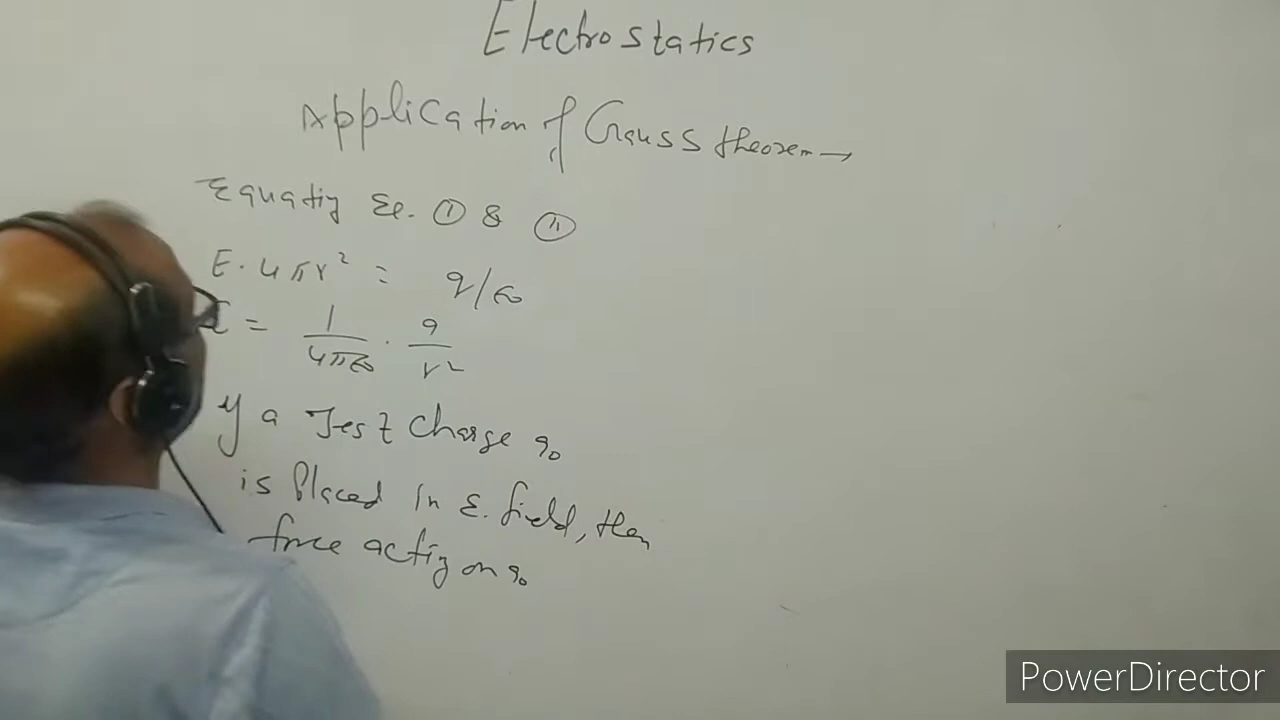 Electrostatics
Application of Gauss theorem →
Equating Eq. ① & ⑪
E. 4πr² = q/ε₀
E = 1/4πε₀ . q/r²
If a Test charge q₀
is placed in E. field, then
force acting on q₀
PowerDirector